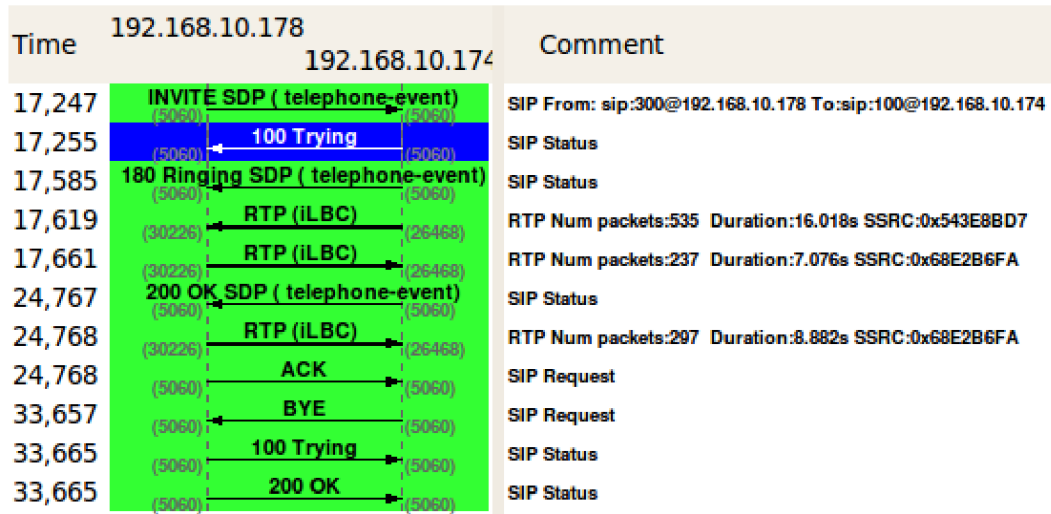 Time 192.168.10.178 192.168.10.174 Comment
17,247 INVITE SDP ( telephone-event) (5060) (5060) SIP From: sip:300@192.168.10.178 To:sip:100@192.168.10.174
17,255 100 Trying (5060) (5060) SIP Status
17,585 180 Ringing SDP ( telephone-event) (5060) (5060) SIP Status
17,619 RTP (iLBC) (30226) (26468) RTP Num packets:535 Duration:16.018s SSRC:0x543E8BD7
17,661 RTP (iLBC) (30226) (26468) RTP Num packets:237 Duration:7.076s SSRC:0x68E2B6FA
24,767 200 OK SDP ( telephone-event) (5060) (5060) SIP Status
24,768 RTP (iLBC) (30226) (26468) RTP Num packets:297 Duration:8.882s SSRC:0x68E2B6FA
24,768 ACK (5060) (5060) SIP Request
33,657 BYE (5060) (5060) SIP Request
33,665 100 Trying (5060) (5060) SIP Status
33,665 200 OK (5060) (5060) SIP Status